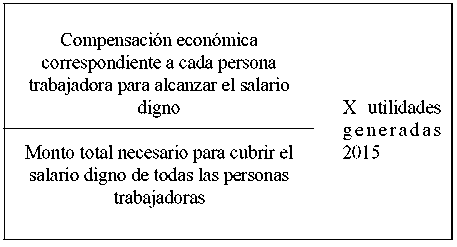 Compensación económica
correspondiente a cada persona
trabajadora para alcanzar el salario
digno
Monto total necesario para cubrir el
salario digno de todas las personas
trabajadoras
X utilidades
generadas
2015